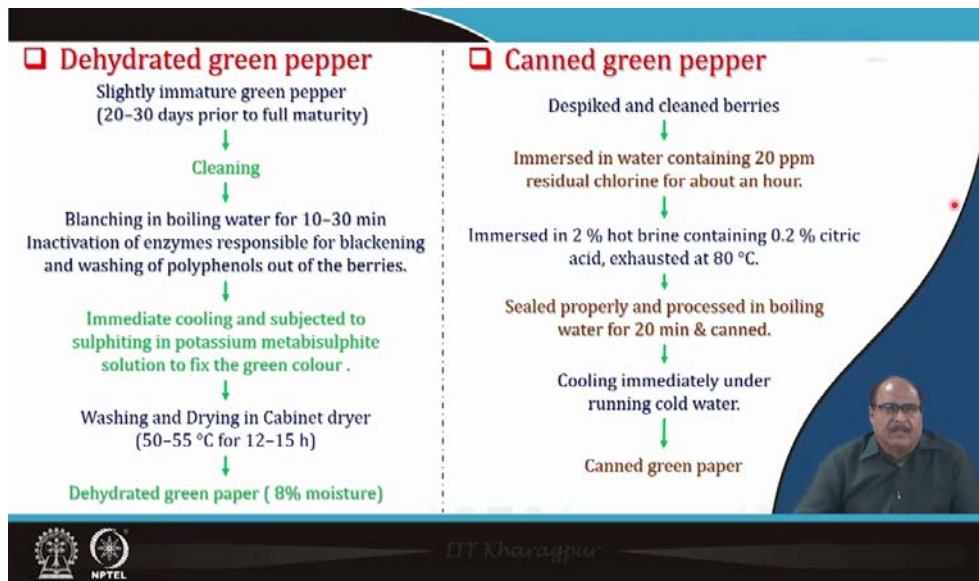 Dehydrated green pepper
Slightly immature green pepper
(20–30 days prior to full maturity)
Cleaning
Blanching in boiling water for 10–30 min
Inactivation of enzymes responsible for blackening
and washing of polyphenols out of the berries.
Immediate cooling and subjected to
sulphiting in potassium metabisulphite
solution to fix the green colour .
Washing and Drying in Cabinet dryer
(50–55 °C for 12–15 h)
Dehydrated green paper ( 8% moisture)
Canned green pepper
Despiked and cleaned berries
Immersed in water containing 20 ppm
residual chlorine for about an hour.
Immersed in 2 % hot brine containing 0.2 % citric
acid, exhausted at 80 °C.
Sealed properly and processed in boiling
water for 20 min & canned.
Cooling immediately under
running cold water.
Canned green paper
NPTEL
IIT Kharagpur